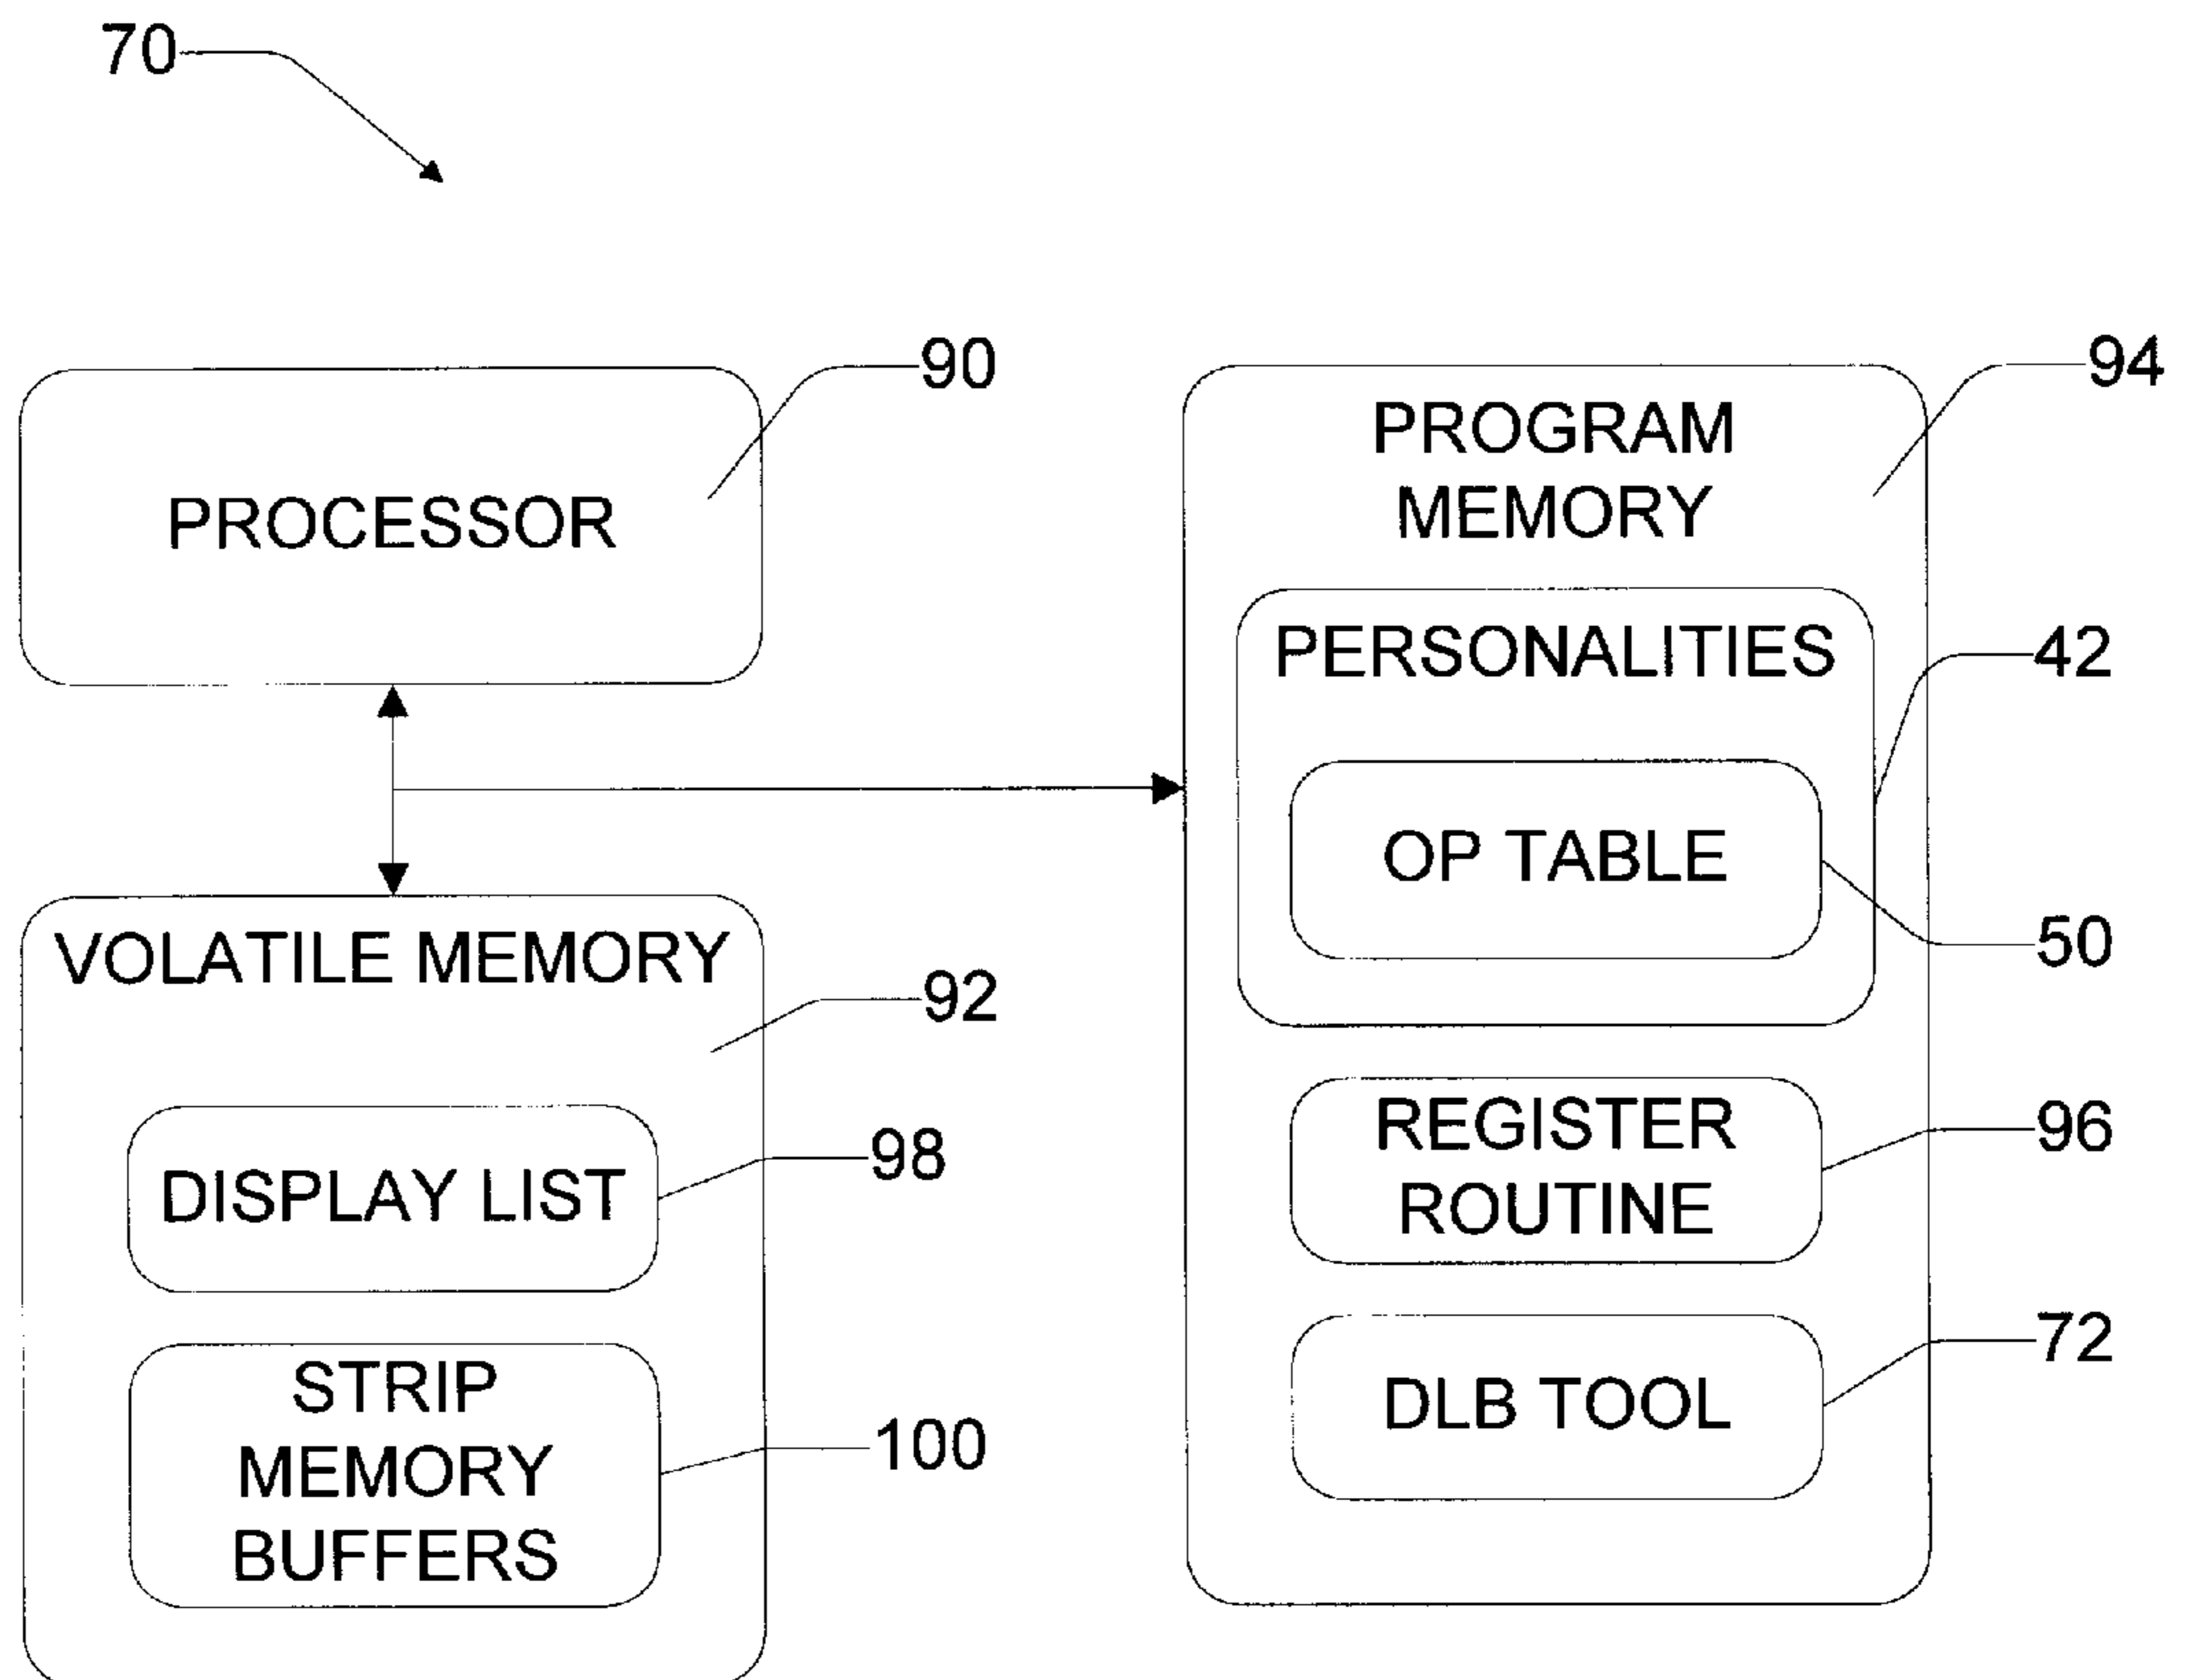 70
90
PROCESSOR
94
PROGRAM
MEMORY
PERSONALITIES
42
OP TABLE
50
VOLATILE MEMORY
92
DISPLAY LIST
98
STRIP
MEMORY
BUFFERS
100
REGISTER
ROUTINE
96
DLB TOOL
72